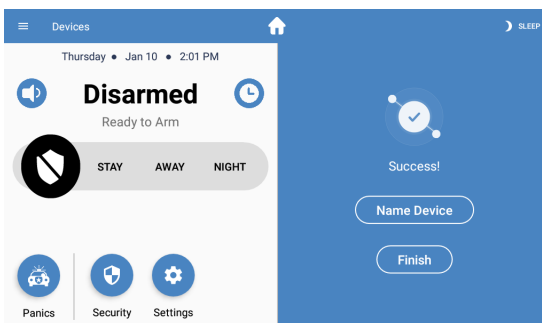 Devices
SLEEP
Thursday ● Jan 10 ● 2:01 PM
Disarmed
Ready to Arm
STAY AWAY NIGHT
Panics Security Settings
Success!
Name Device
Finish